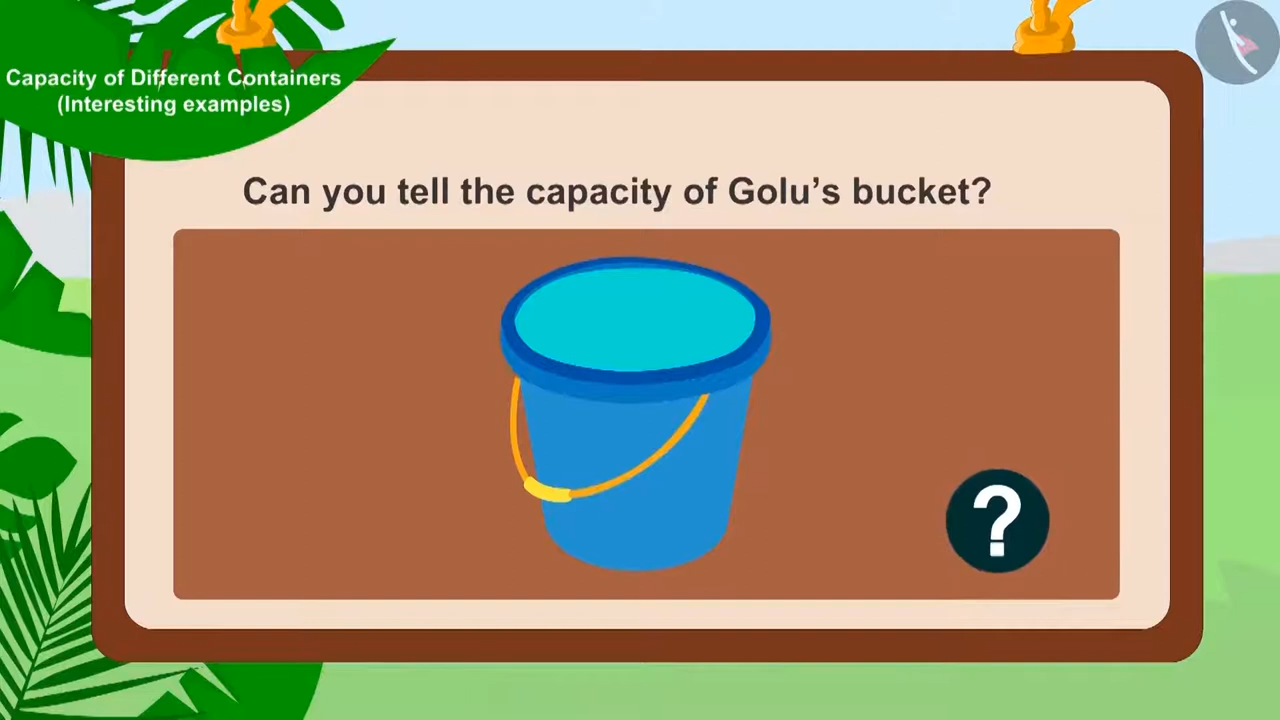 Capacity of Different Containers
(Interesting examples)
Can you tell the capacity of Golu’s bucket?
?